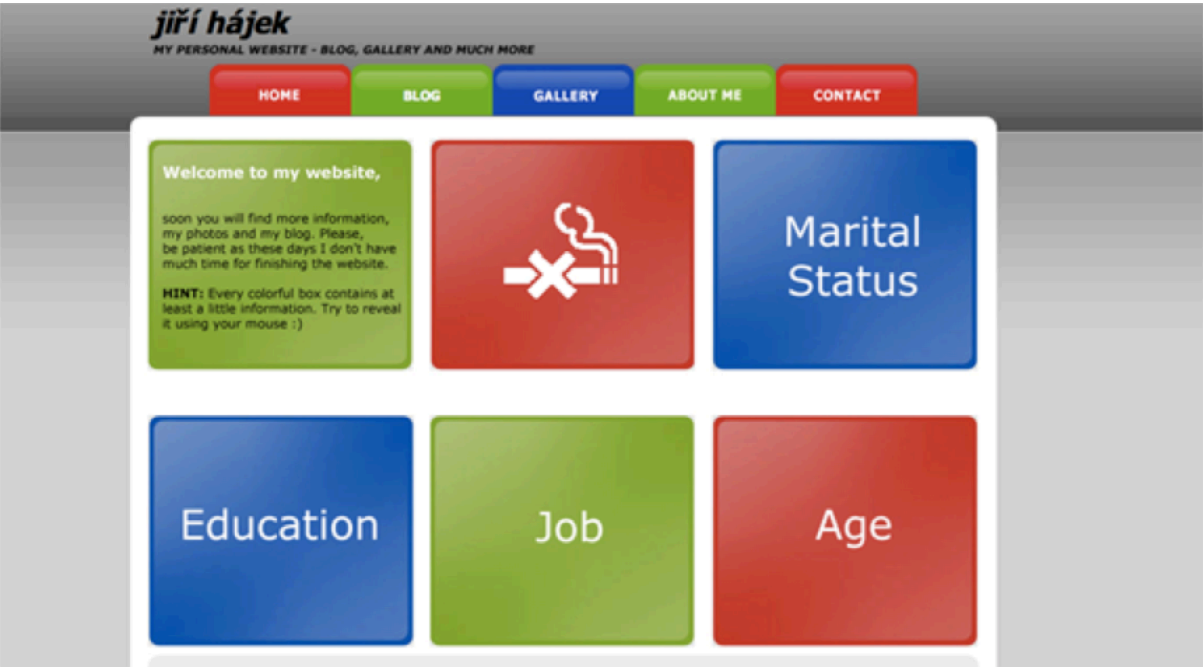 jiří hájek
MY PERSONAL WEBSITE - BLOG, GALLERY AND MUCH MORE
HOME
BLOG
GALLERY
ABOUT ME
CONTACT
Welcome to my website,
soon you will find more information,
my photos and my blog. Please,
be patient as these days I don't have
much time for finishing the website.
HINT: Every colorful box contains at
least a little information. Try to reveal
it using your mouse :)
Marital
Status
Education
Job
Age